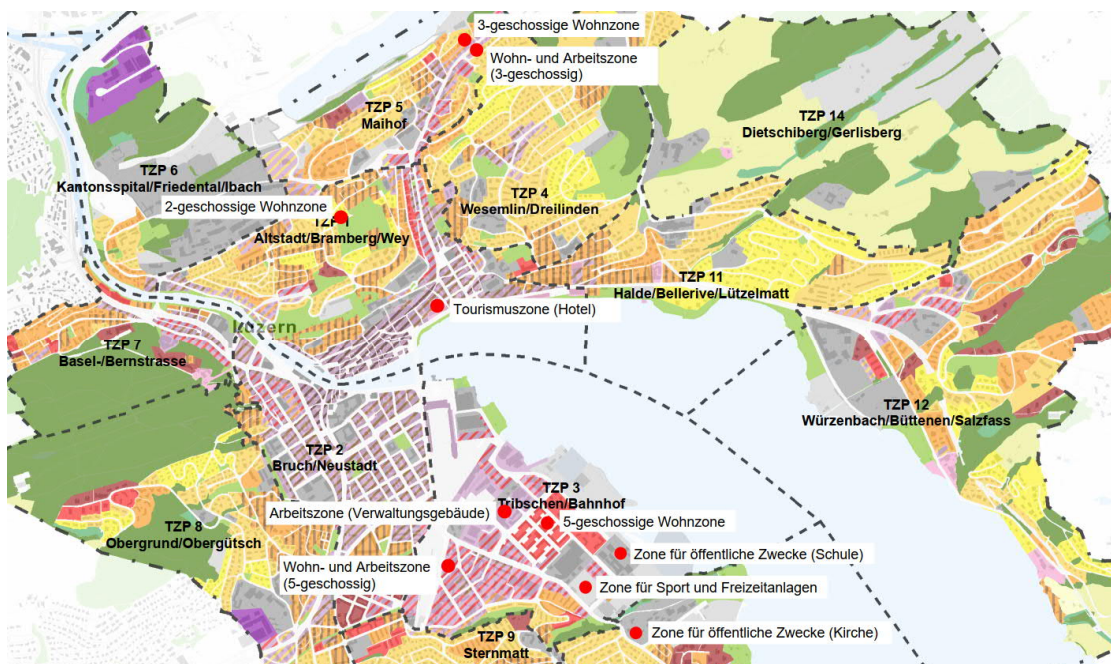 3-geschossige Wohnzone
Wohn- und Arbeitszone
(3-geschossig)
TZP 5
Maihof
TZP 14
Dietschiberg/Gerlisberg
TZP 6
Kantonsspital/Friedental/Ibach
2-geschossige Wohnzone
TZP 4
Wesemlin/Dreilinden
TZP 1
Altstadt/Bramberg/Wey
TZP 11
Halde/Bellerive/Lützelmatt
Tourismuszone (Hotel)
Luzern
TZP 7
Basel-/Bernstrasse
TZP 12
Würzenbach/Büttenen/Salzfass
TZP 2
Bruch/Neustadt
TZP 3
Tribschen/Bahnhof
Arbeitszone (Verwaltungsgebäude)
5-geschossige Wohnzone
TZP 8
Obergrund/Obergütsch
Zone für öffentliche Zwecke (Schule)
Wohn- und Arbeitszone
(5-geschossig)
Zone für Sport und Freizeitanlagen
Zone für öffentliche Zwecke (Kirche)
TZP 9
Sternmatt